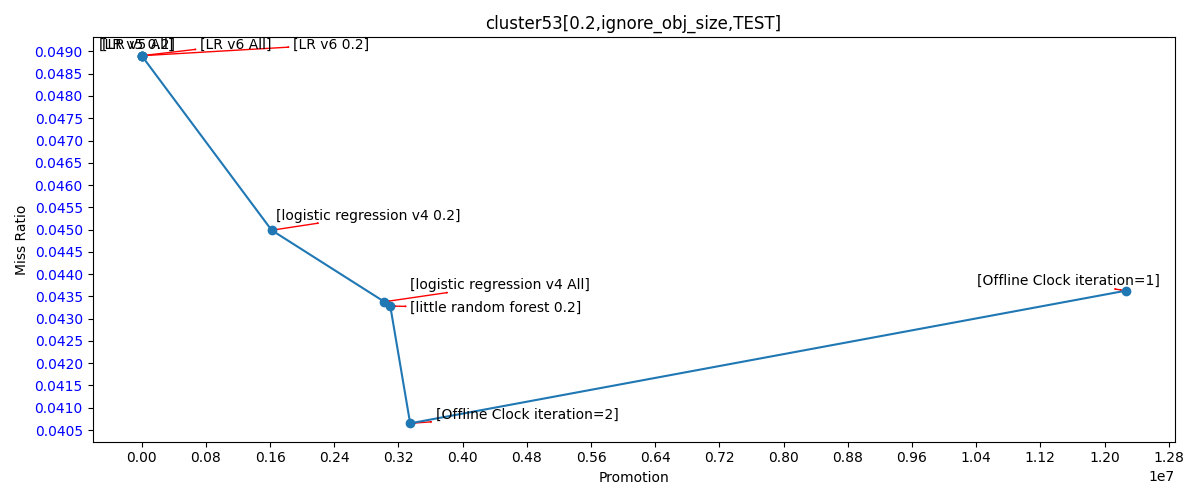 cluster53[0.2,ignore_obj_size,TEST]
[LR v6 All]
[LR v6 0.2]
[logistic regression v4 0.2]
[logistic regression v4 All]
[little random forest 0.2]
[Offline Clock iteration=1]
[Offline Clock iteration=2]
Miss Ratio
0.0490
0.0485
0.0480
0.0475
0.0470
0.0465
0.0460
0.0455
0.0450
0.0445
0.0440
0.0435
0.0430
0.0425
0.0420
0.0415
0.0410
0.0405
0.00 0.08 0.16 0.24 0.32 0.40 0.48 0.56 0.64 0.72 0.80 0.88 0.96 1.04 1.12 1.20 1.28
1e7
Promotion